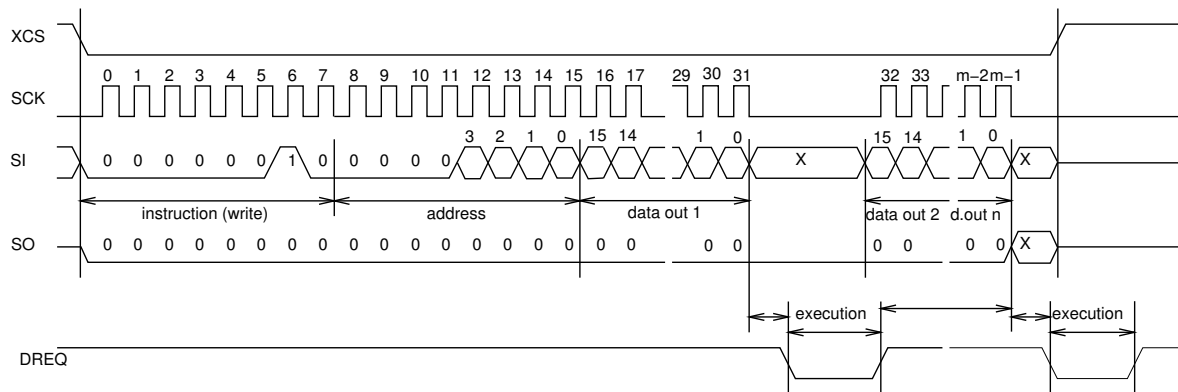 XCS
0 1 2 3 4 5 6 7 8 9 10 11 12 13 14 15 16 17 29 30 31 32 33 m-2 m-1
SCK
3 2 1 0 15 14 1 0 15 14 1 0
SI 0 0 0 0 0 0 1 0 0 0 0 0 X X
instruction (write) address data out 1 data out 2 d.out n
SO 0 0 0 0 0 0 0 0 0 0 0 0 0 0 0 0 0 0 0 0 0 0 0 0 X
execution execution
DREQ